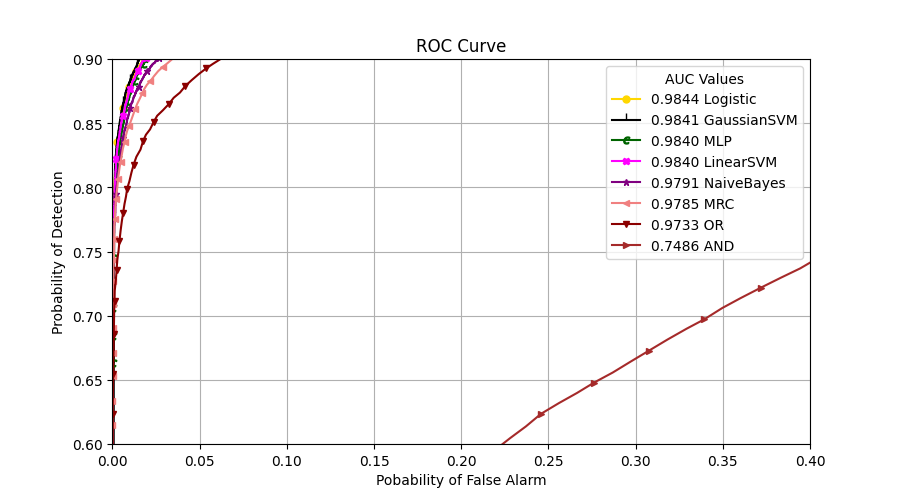 ROC Curve
0.90
0.85
0.80
0.75
0.70
0.65
0.60
Probability of Detection
AUC Values
0.9844 Logistic
0.9841 GaussianSVM
0.9840 MLP
0.9840 LinearSVM
0.9791 NaiveBayes
0.9785 MRC
0.9733 OR
0.7486 AND
0.00 0.05 0.10 0.15 0.20 0.25 0.30 0.35 0.40
Pobability of False Alarm